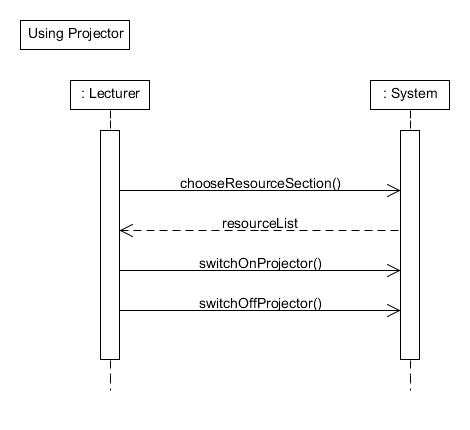 Using Projector
: Lecturer
: System
chooseResourceSection()
resourceList
switchOnProjector()
switchOffProjector()